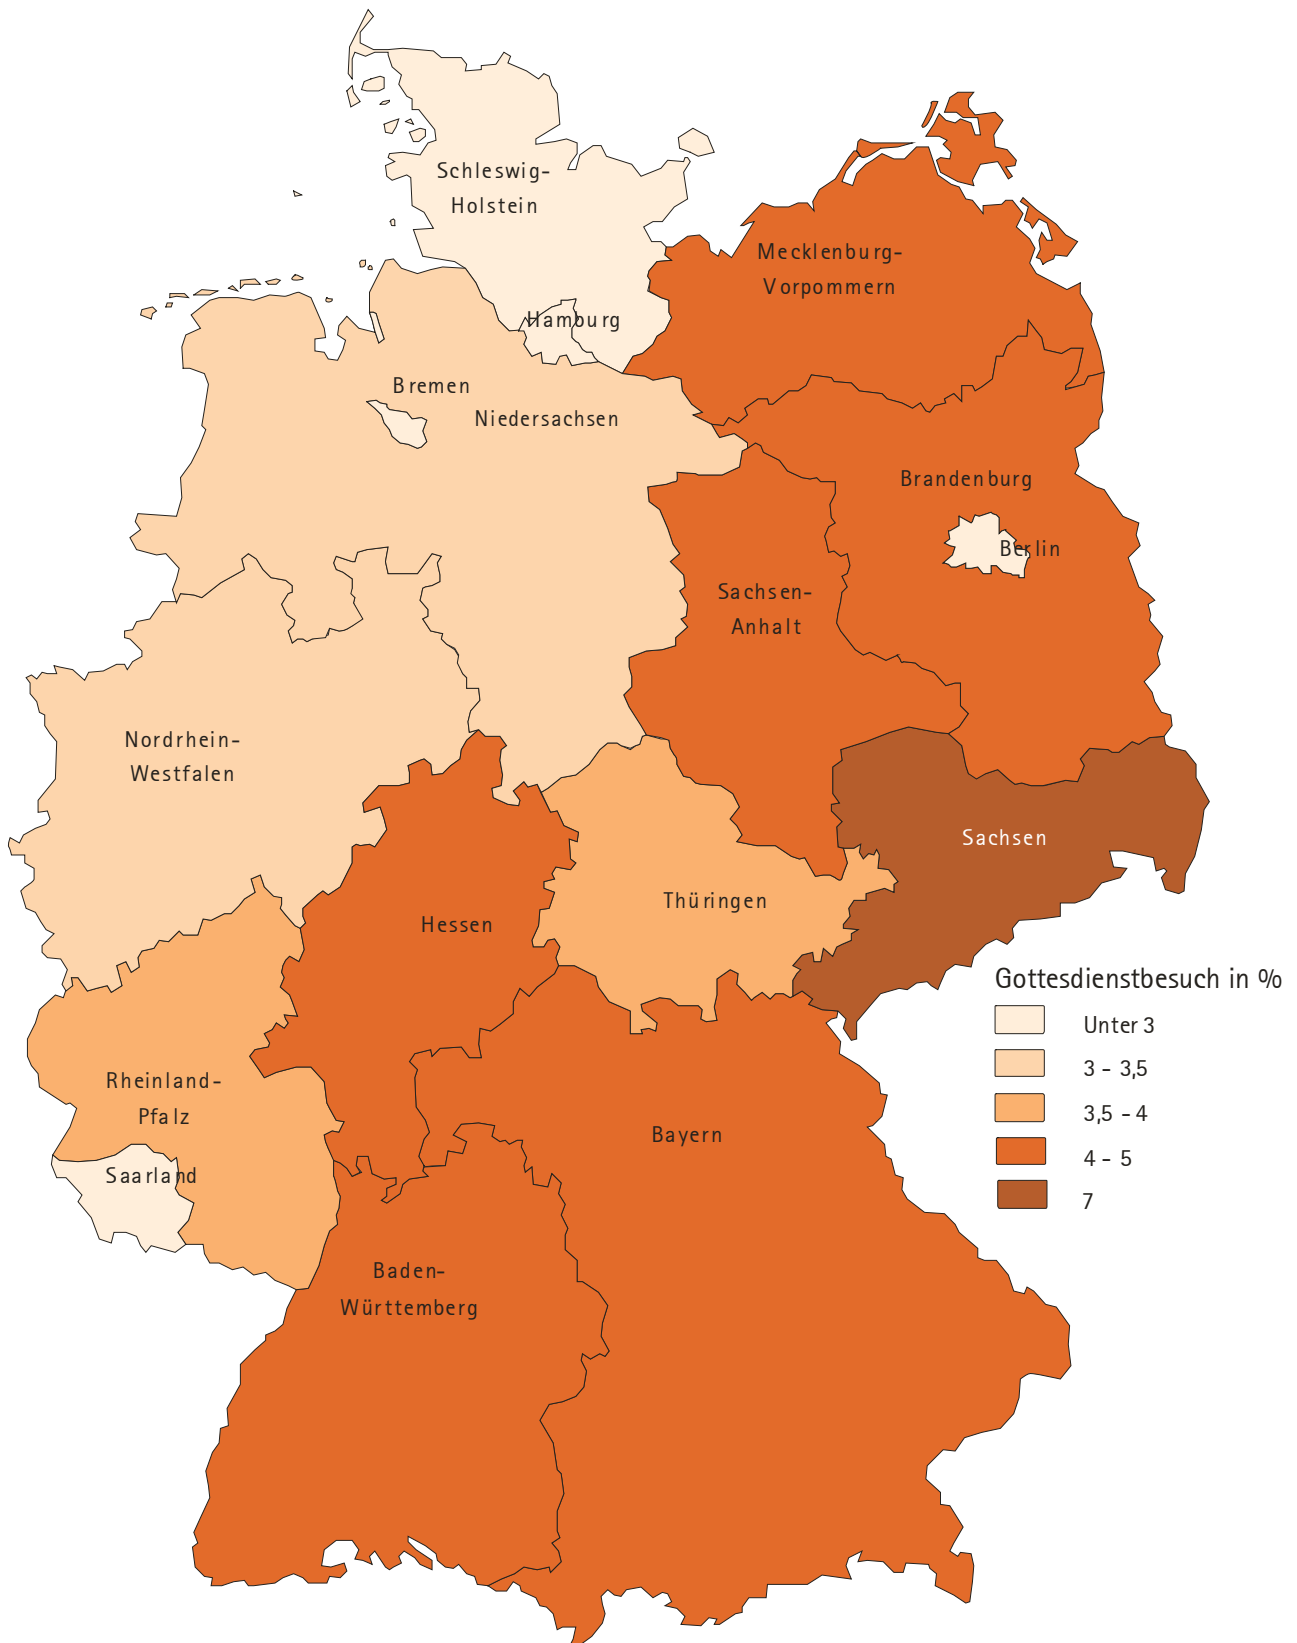 Schleswig-
Holstein
Mecklenburg-
Vorpommern
Hamburg
Bremen
Niedersachsen
Brandenburg
Berlin
Sachsen-
Anhalt
Nordrhein-
Westfalen
Sachsen
Thüringen
Hessen
Gottesdienstbesuch in %
Unter 3
3 - 3,5
3,5 - 4
4 - 5
7
Rheinland-
Pfalz
Bayern
Saarland
Baden-
Württemberg